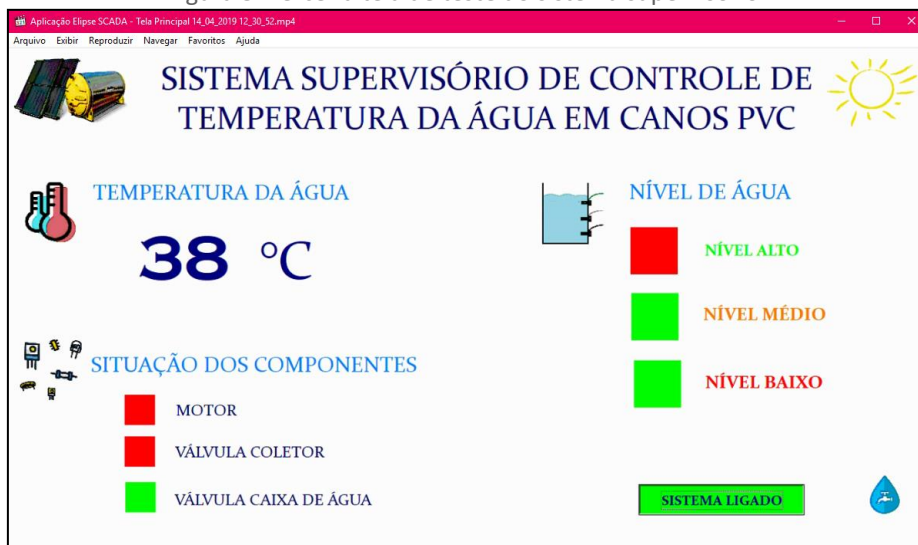 Aplicação Elipse SCADA - Tela Principal 14_04_2019 12_30_52.mp4
Arquivo Exibir Reproduzir Navegar Favoritos Ajuda
SISTEMA SUPERVISÓRIO DE CONTROLE DE
TEMPERATURA DA ÁGUA EM CANOS PVC
TEMPERATURA DA ÁGUA
38 °C
NÍVEL DE ÁGUA
NÍVEL ALTO
NÍVEL MÉDIO
NÍVEL BAIXO
SITUAÇÃO DOS COMPONENTES
MOTOR
VÁLVULA COLETOR
VÁLVULA CAIXA DE ÁGUA
SISTEMA LIGADO